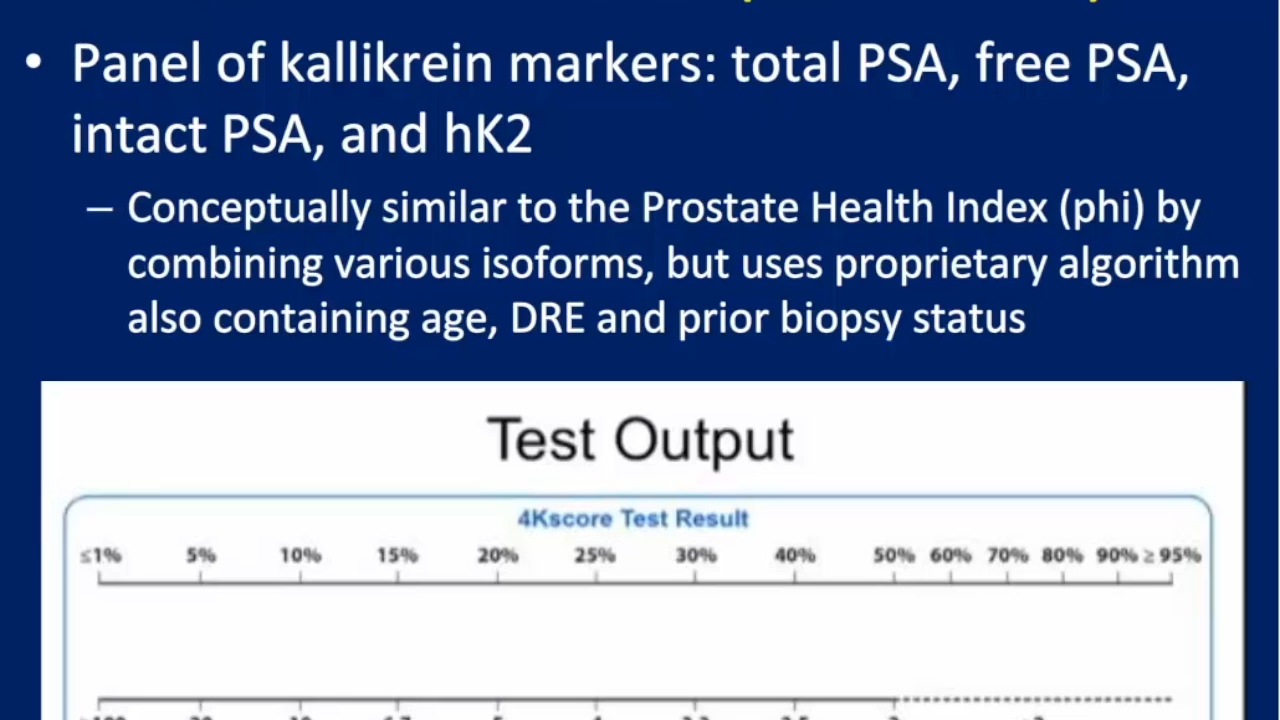 • Panel of kallikrein markers: total PSA, free PSA,
intact PSA, and hK2
– Conceptually similar to the Prostate Health Index (phi) by
combining various isoforms, but uses proprietary algorithm
also containing age, DRE and prior biopsy status
Test Output
4Kscore Test Result
≤1% 5% 10% 15% 20% 25% 30% 40% 50% 60% 70% 80% 90% ≥ 95%